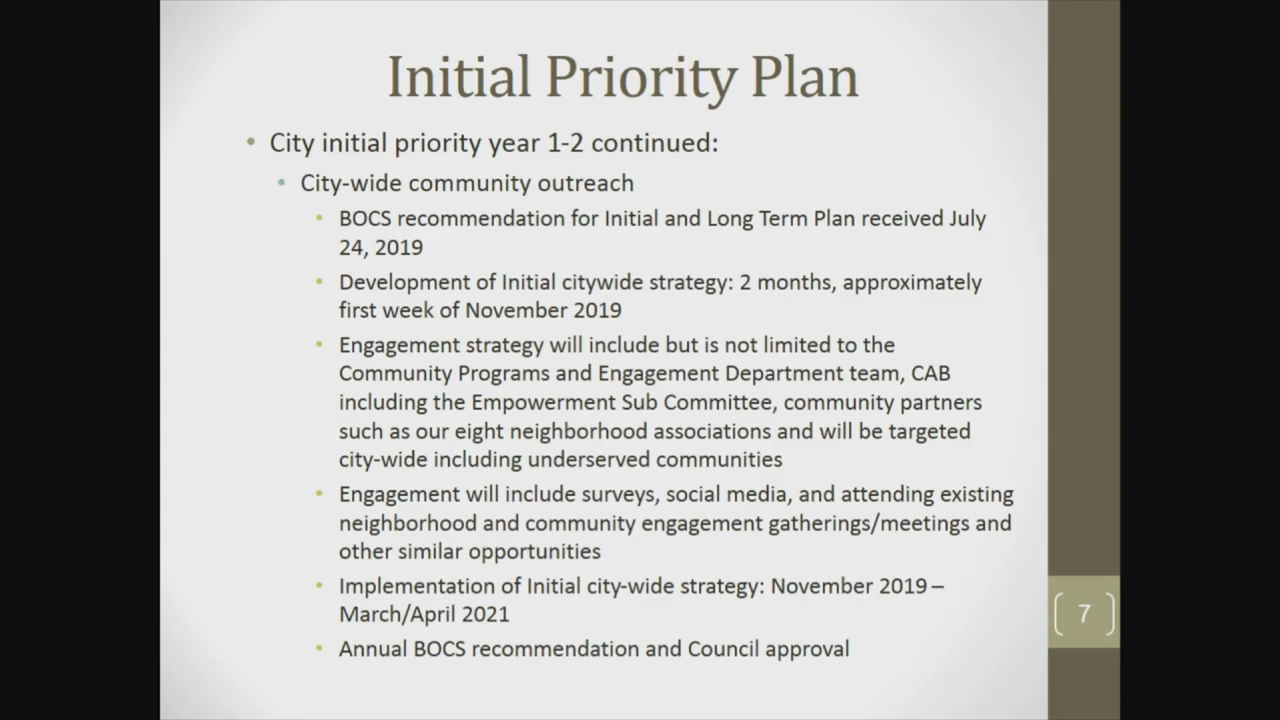 Initial Priority Plan
• City initial priority year 1-2 continued:
• City-wide community outreach
• BOCS recommendation for Initial and Long Term Plan received July
24, 2019
• Development of Initial citywide strategy: 2 months, approximately
first week of November 2019
• Engagement strategy will include but is not limited to the
Community Programs and Engagement Department team, CAB
including the Empowerment Sub Committee, community partners
such as our eight neighborhood associations and will be targeted
city-wide including underserved communities
• Engagement will include surveys, social media, and attending existing
neighborhood and community engagement gatherings/meetings and
other similar opportunities
• Implementation of Initial city-wide strategy: November 2019 –
March/April 2021
• Annual BOCS recommendation and Council approval
7